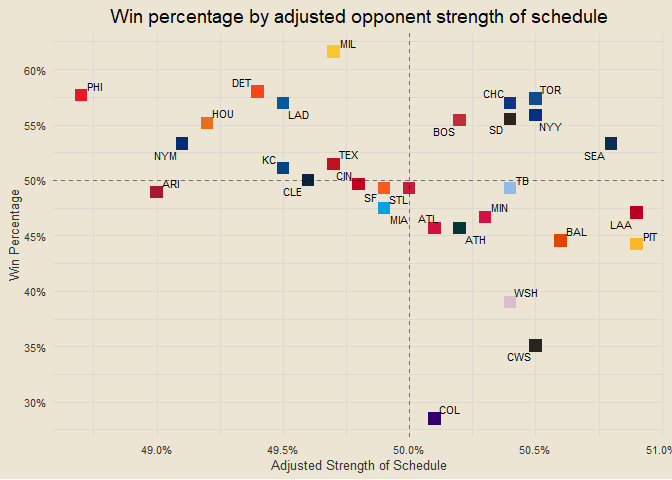 Win percentage by adjusted opponent strength of schedule
MIL
60%
PHI
DET
CHC
TOR
HOU
LAD
55%
BOS
SD
NYY
NYM
KC
TEX
SEA
50%
ARI
CLE
CIN
SF
STL
TB
MIA
ATL
MIN
LAA
45%
ATH
BAL
PIT
40%
WSH
35%
CWS
30%
COL
Win Percentage
49.0%
49.5%
50.0%
50.5%
51.0%
Adjusted Strength of Schedule